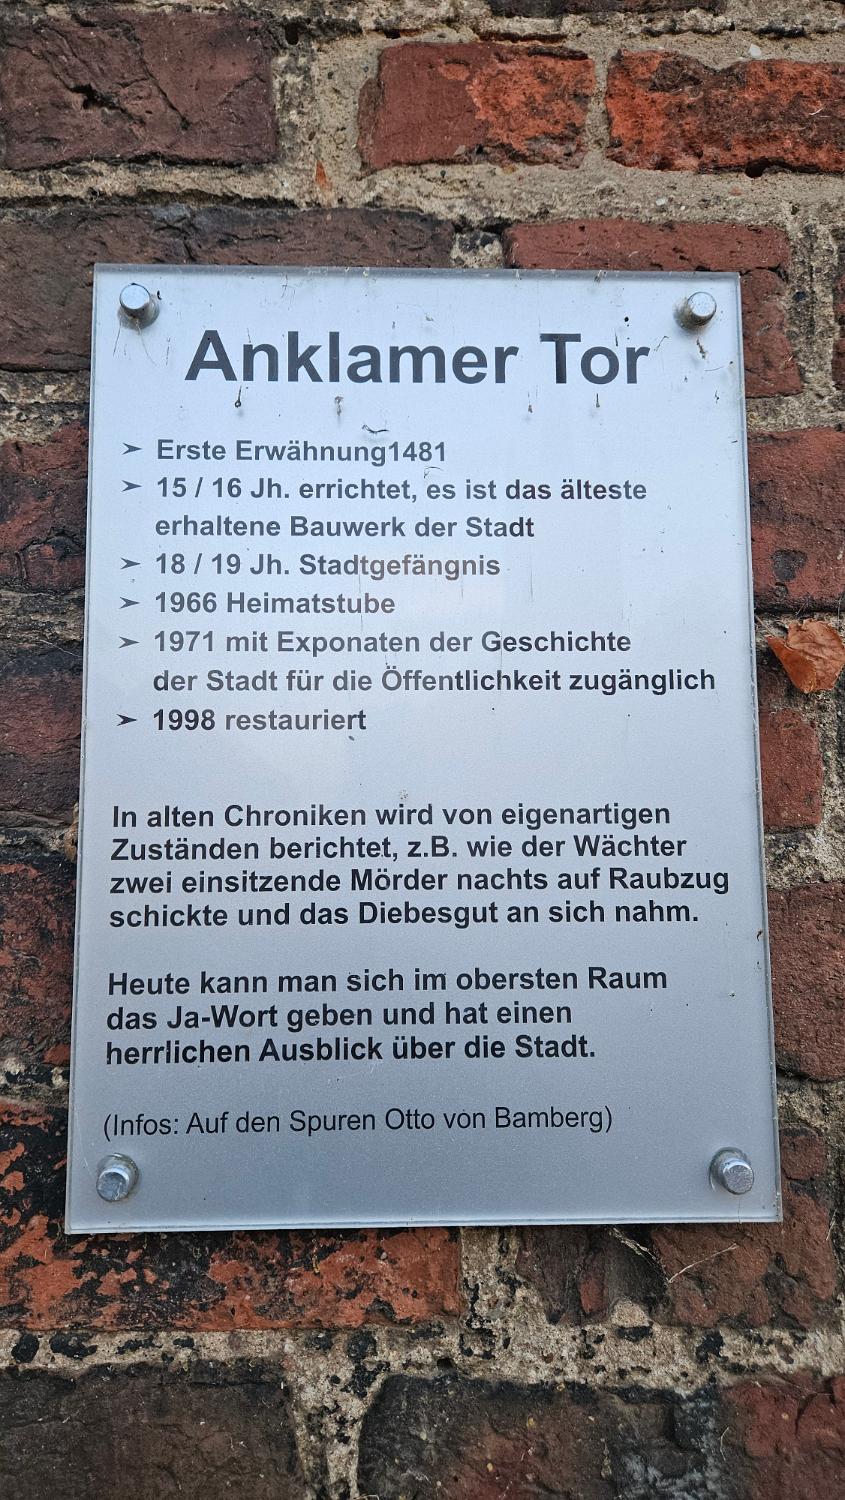 Anklamer Tor
➢ Erste Erwähnung1481
➢ 15 / 16 Jh. errichtet, es ist das älteste
erhaltene Bauwerk der Stadt
➢ 18 / 19 Jh. Stadtgefängnis
➢ 1966 Heimatstube
➢ 1971 mit Exponaten der Geschichte
der Stadt für die Öffentlichkeit zugänglich
➢ 1998 restauriert
In alten Chroniken wird von eigenartigen
Zuständen berichtet, z.B. wie der Wächter
zwei einsitzende Mörder nachts auf Raubzug
schickte und das Diebesgut an sich nahm.
Heute kann man sich im obersten Raum
das Ja-Wort geben und hat einen
herrlichen Ausblick über die Stadt.
(Infos: Auf den Spuren Otto von Bamberg)